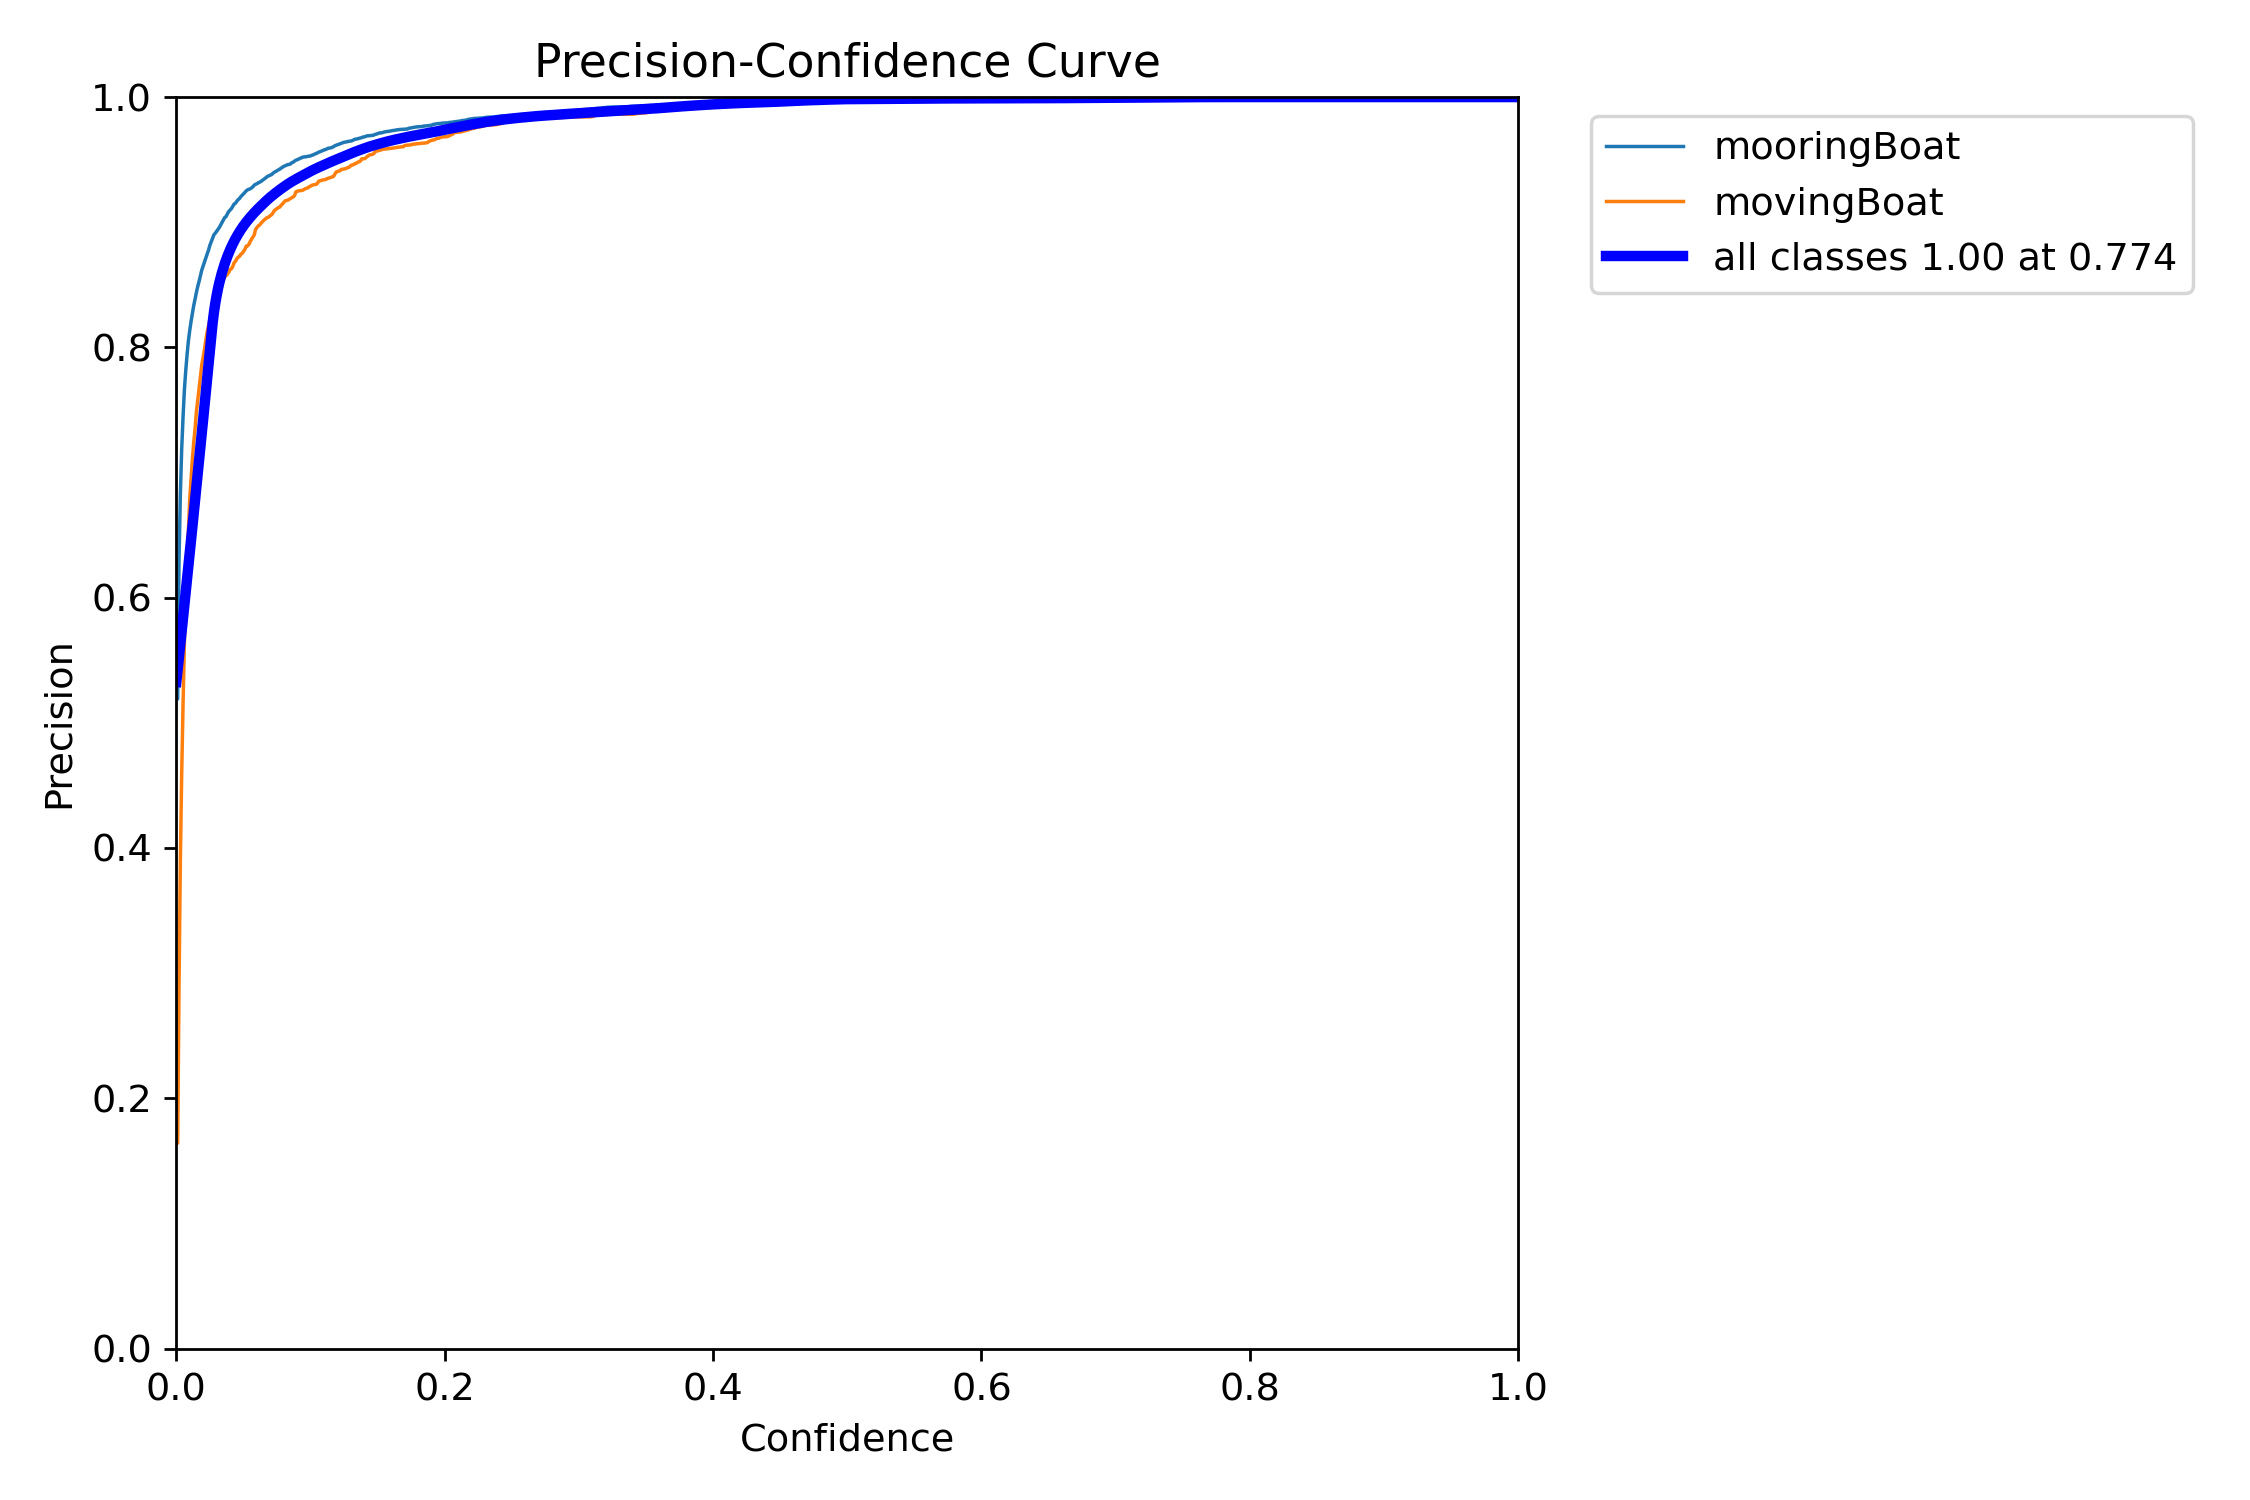 Precision-Confidence Curve
1.0
0.8
0.6
0.4
0.2
0.0
Precision
0.0 0.2 0.4 0.6 0.8 1.0
Confidence
mooringBoat
movingBoat
all classes 1.00 at 0.774